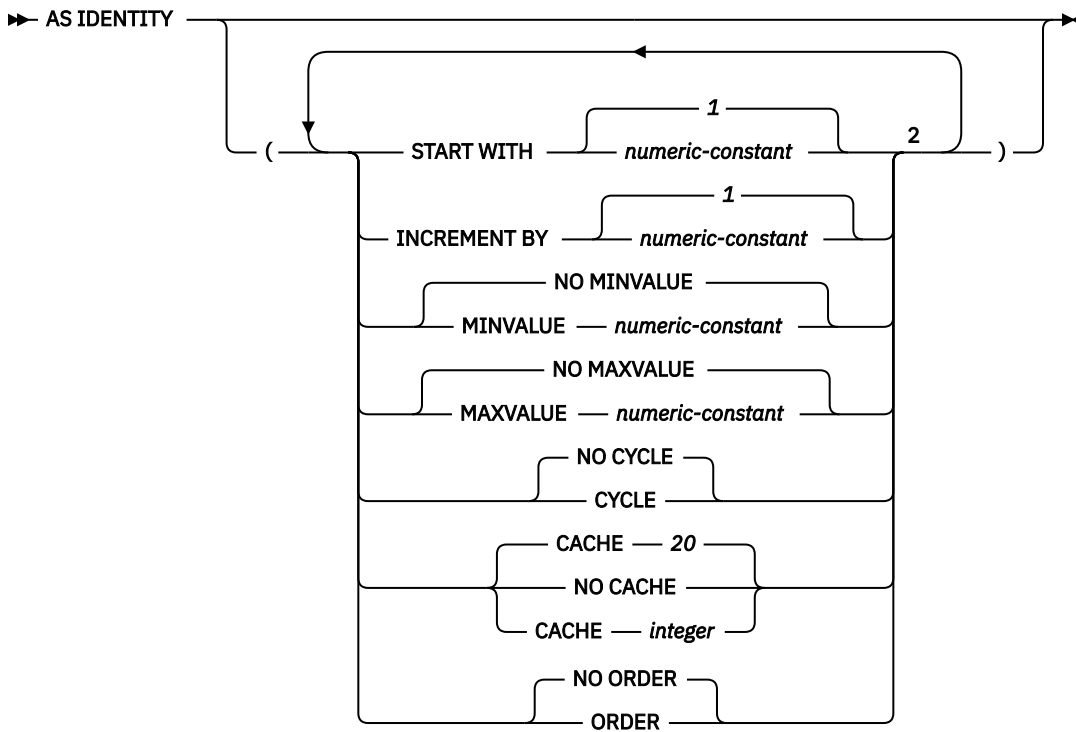 AS IDENTITY
1
2
( START WITH numeric-constant )
1
INCREMENT BY numeric-constant
NO MINVALUE
MINVALUE numeric-constant
NO MAXVALUE
MAXVALUE numeric-constant
NO CYCLE
CYCLE
CACHE 20
NO CACHE
CACHE integer
NO ORDER
ORDER